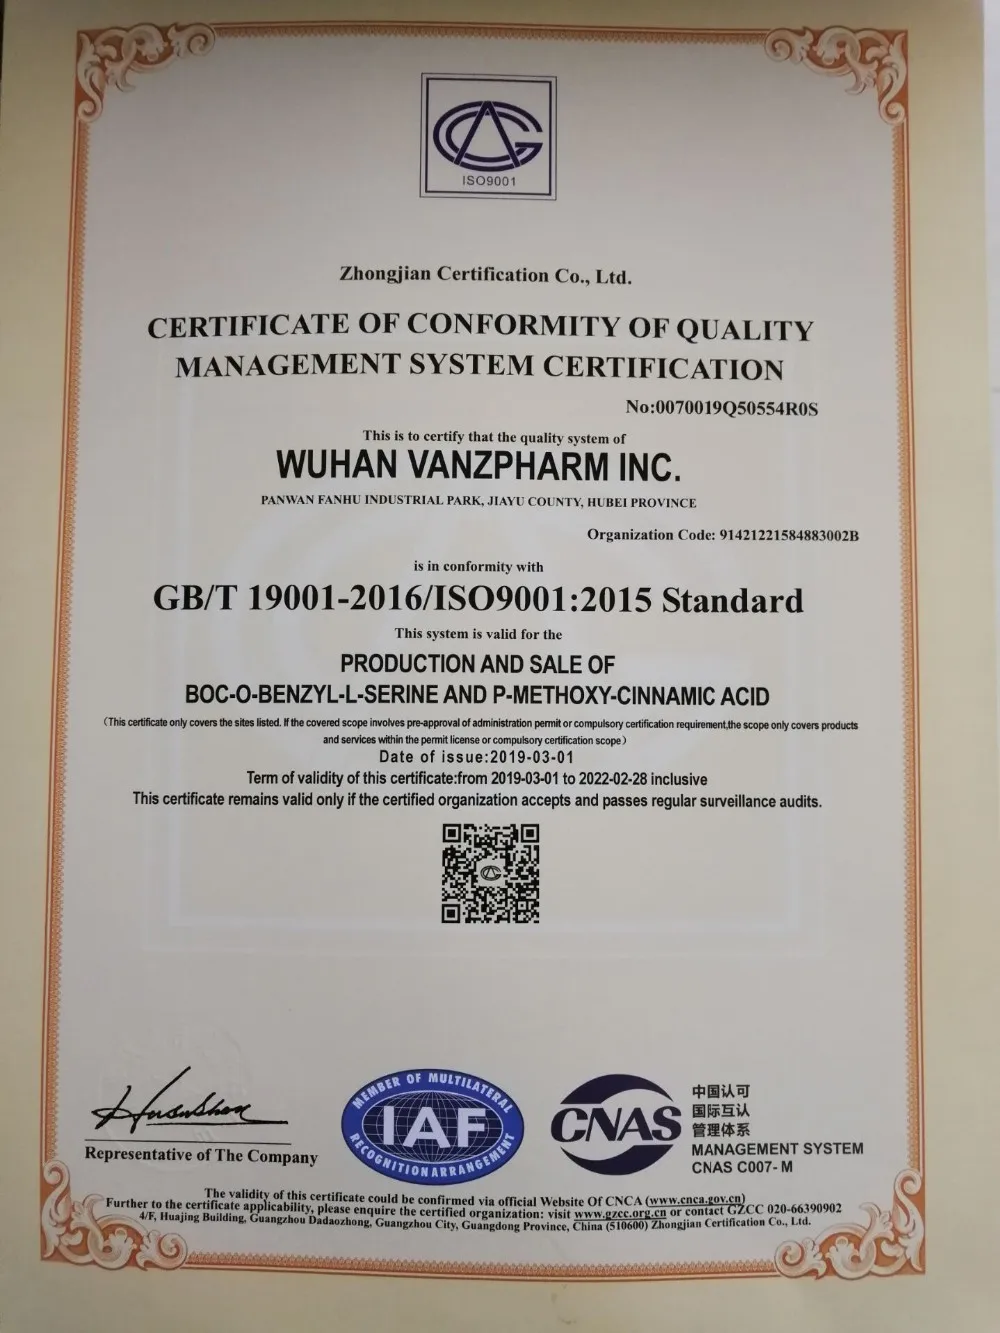 ISO9001
Zhongjian Certification Co., Ltd.
CERTIFICATE OF CONFORMITY OF QUALITY
MANAGEMENT SYSTEM CERTIFICATION
No:0070019Q50554R0S
This is to certify that the quality system of
WUHAN VANZPHARM INC.
PANWAN FANHU INDUSTRIAL PARK, JIAYU COUNTY, HUBEI PROVINCE
Organization Code: 91421221584883002B
is in conformity with
GB/T 19001-2016/ISO9001:2015 Standard
This system is valid for the
PRODUCTION AND SALE OF
BOC-O-BENZYL-L-SERINE AND P-METHOXY-CINNAMIC ACID
(This certificate only covers the sites listed. If the covered scope involves pre-approval of administration permit or compulsory certification requirement,the scope only covers products
and services within the permit license or compulsory certification scope)
Date of issue:2019-03-01
Term of validity of this certificate:from 2019-03-01 to 2022-02-28 inclusive
This certificate remains valid only if the certified organization accepts and passes regular surveillance audits.
Representative of The Company
MEMBER OF MULTILATERAL
IAF
RECOGNITION ARRANGEMENT
CNAS
中国认可
国际互认
管理体系
MANAGEMENT SYSTEM
CNAS C007-M
The validity of this certificate could be confirmed via official Website Of CNCA (www.cnca.gov.cn)
Further to the certificate applicability, please enquire the certified organization: visit www.gzcc.org.cn or contact GZCC 020-66390902
4/F, Huajing Building, Guangzhou Dadaozhong, Guangzhou City, Guangdong Province, China (510600) Zhongjian Certification Co., Ltd.